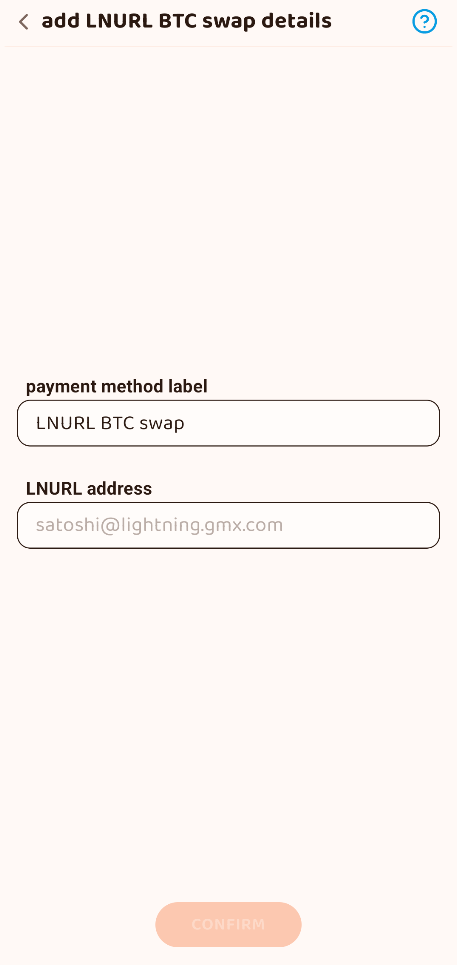 add LNURL BTC swap details
?
payment method label
LNURL BTC swap
LNURL address
satoshi@lightning.gmx.com
CONFIRM